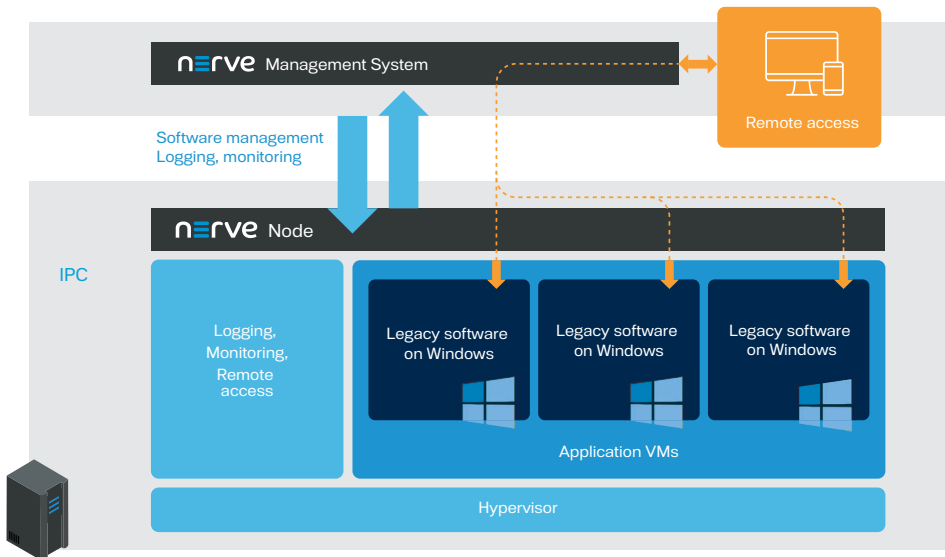 nerve Management System
Remote access
Software management
Logging, monitoring
nerve Node
IPC
Logging,
Monitoring,
Remote
access
Legacy software
on Windows
Legacy software
on Windows
Legacy software
on Windows
Application VMs
Hypervisor